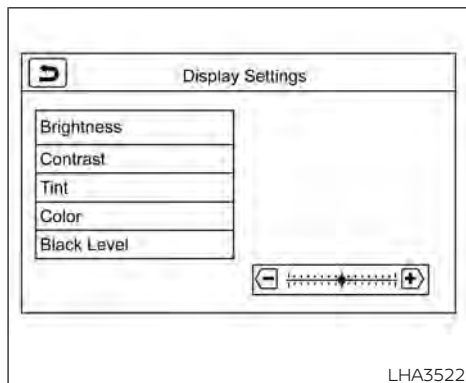 Display Settings
Brightness
Contrast
Tint
Color
Black Level
LHA3522